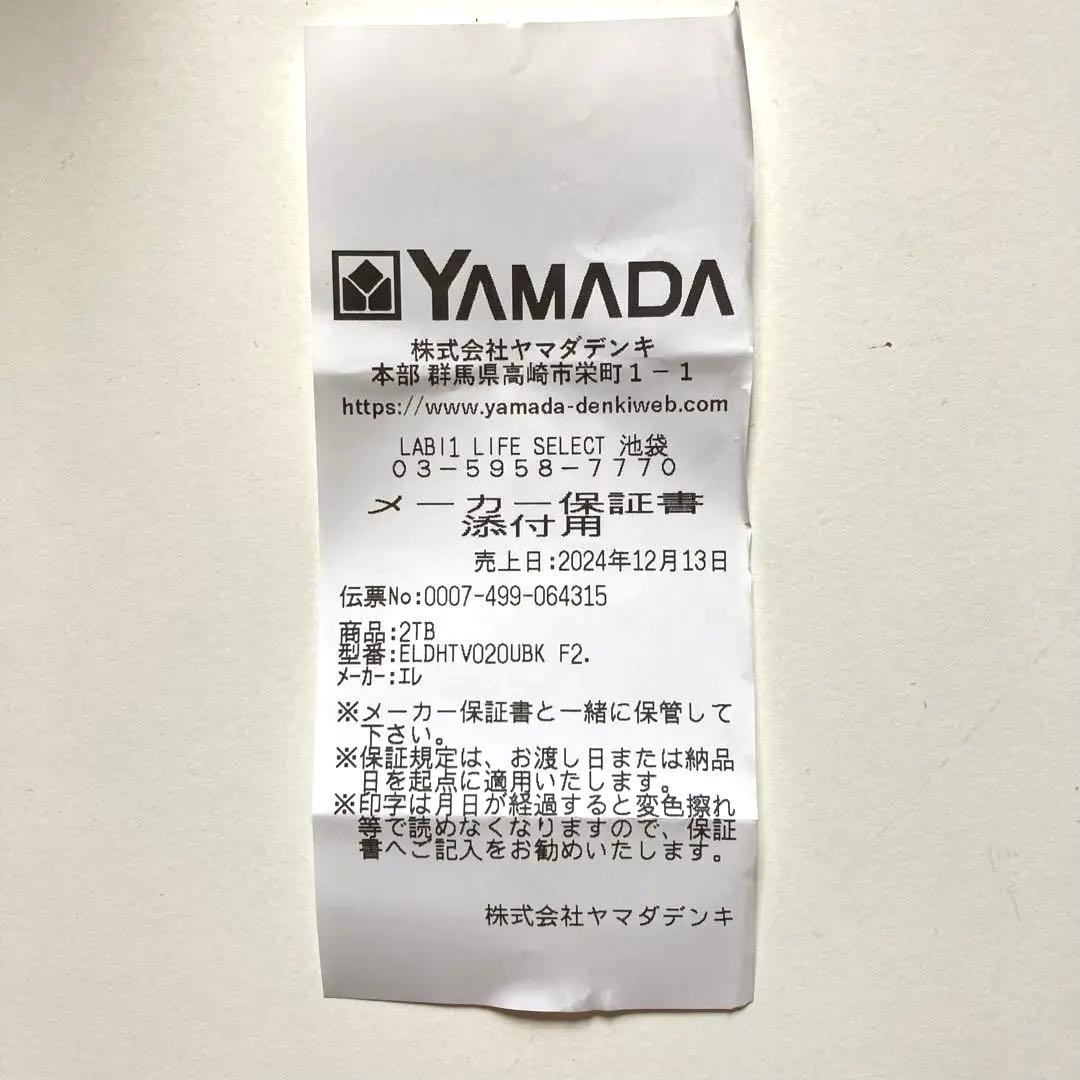 YAMADA
株式会社ヤマダデンキ
本部 群馬県高崎市栄町1-1
https://www.yamada-denkiweb.com
LABI1 LIFE SELECT 池袋
03-5958-7770
メーカー保証書
添付用
売上日:2024年12月13日
伝票No:0007-499-064315
商品:2TB
型番:ELDHTV020UBK F2.
メーカー:エレ
※メーカー保証書と一緒に保管して
下さい。
※保証規定は、お渡し日または納品
日を起点に適用いたします。
※印字は月日が経過すると変色擦れ
等で読めなくなりますので、保証
書へご記入をお勧めいたします。
株式会社ヤマダデンキ